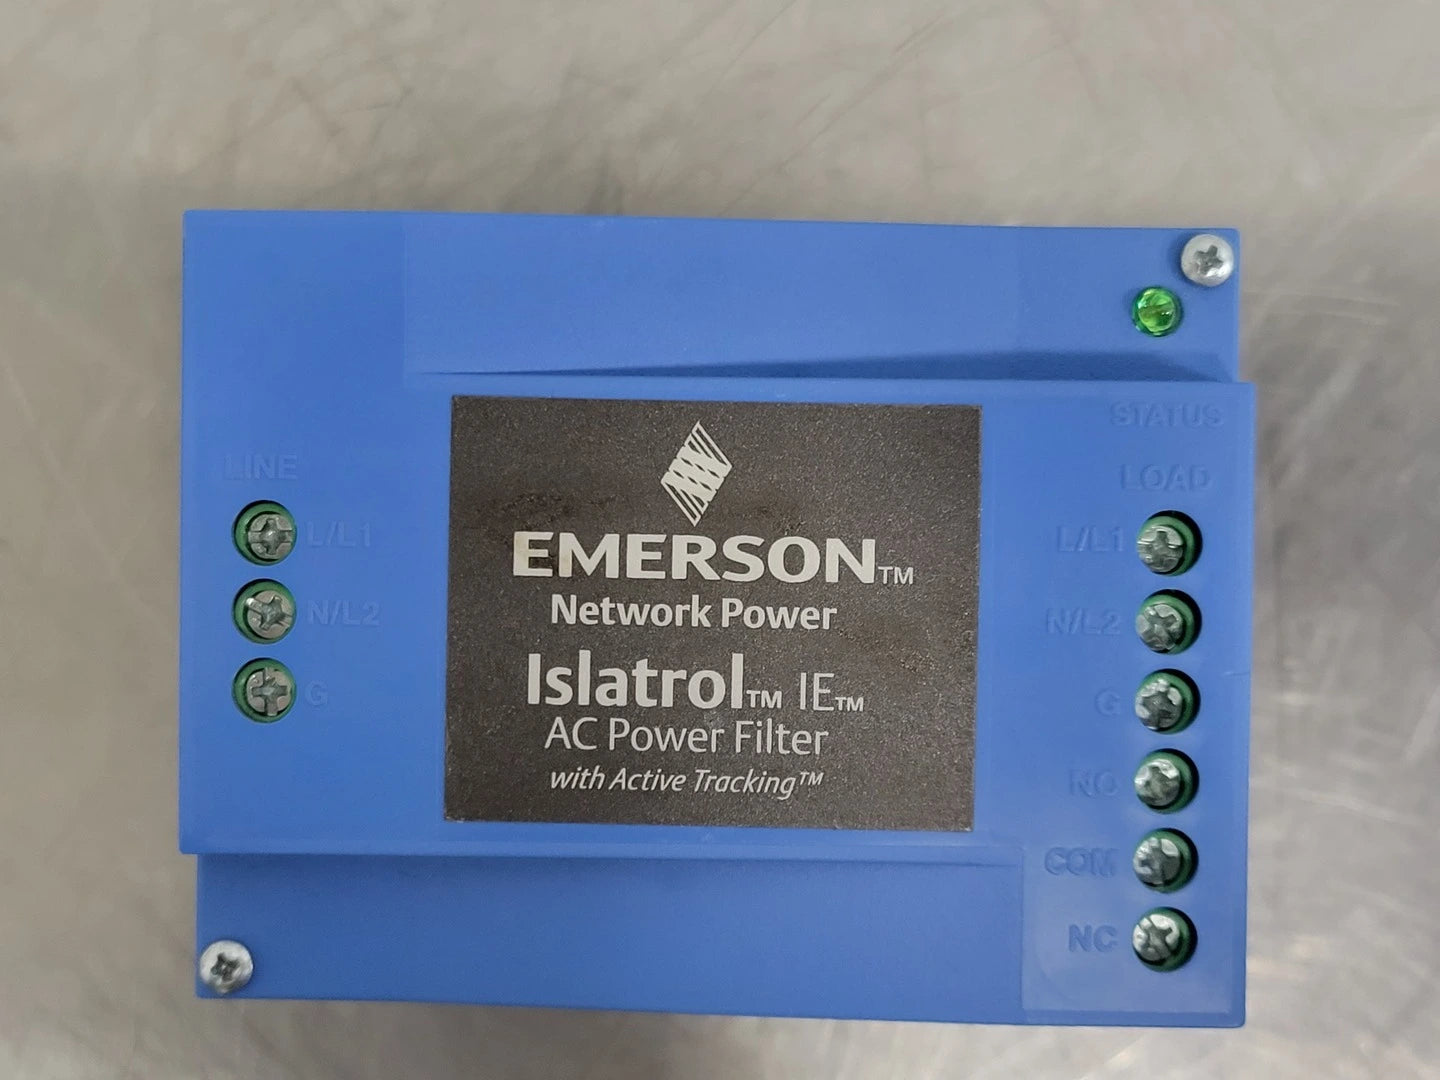 STATUS
LINE
LOAD
L/L1
N/L2
G
EMERSON™
Network Power
Islatrol™ IE™
AC Power Filter
with Active Tracking™
L/L1
N/L2
G
NO
COM
NC